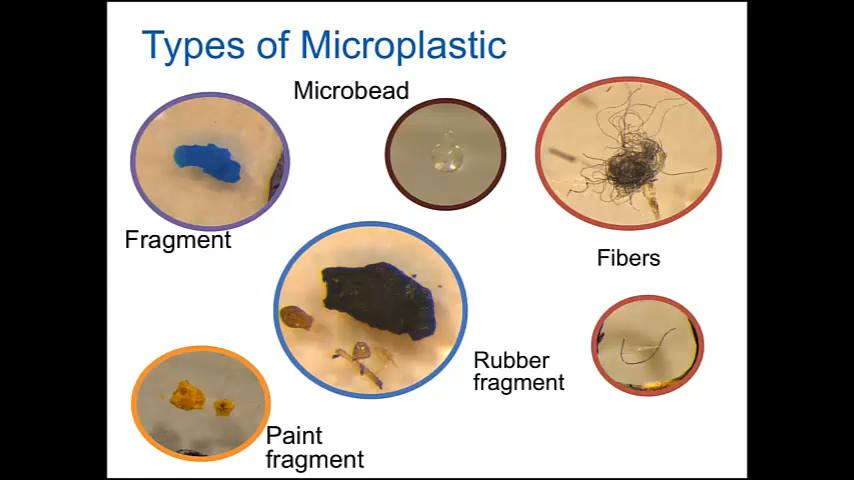 Types of Microplastic
Microbead
Fragment
Fibers
Rubber
fragment
Paint
fragment